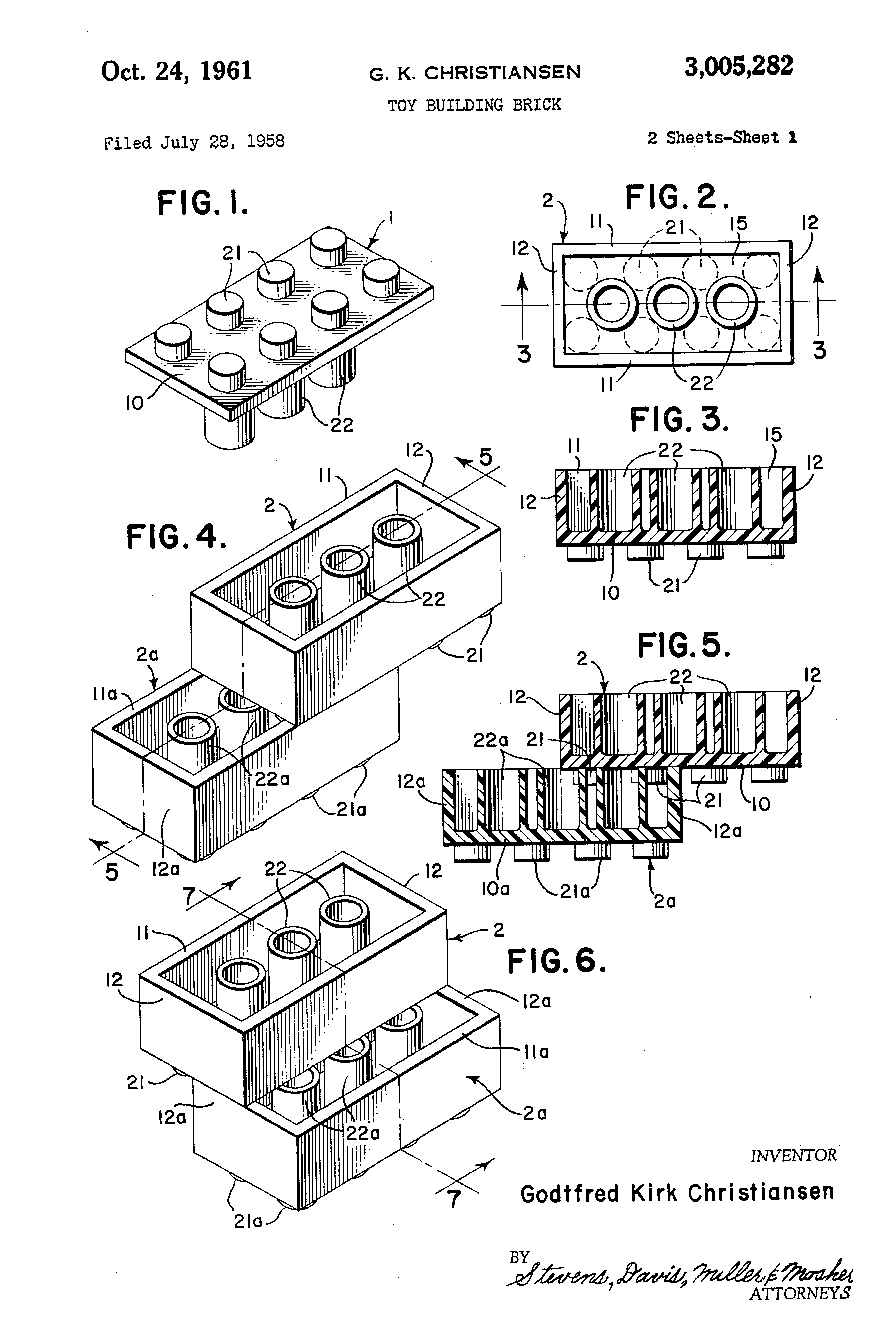 Oct. 24, 1961 G. K. CHRISTIANSEN 3,005,282
TOY BUILDING BRICK
Filed July 28, 1958 2 Sheets-Sheet 1
FIG. 1.
1
21
10
22
FIG. 2.
2
11
21
15
12
12
3
3
11
22
FIG. 3.
11
22
15
12
12
10
21
FIG. 4.
12
5
11
2
22
21
2a
11a
22a
21a
12a
5
FIG. 5.
2
22
12
12
21
22a
12a
21
10
12a
10a
21a
2a
FIG. 6.
7
22
12
11
2
12
12a
11a
21
12a
22a
2a
21a
7
INVENTOR
Godtfred Kirk Christiansen
BY
Stevens, Davis, Miller & Mosher
ATTORNEYS